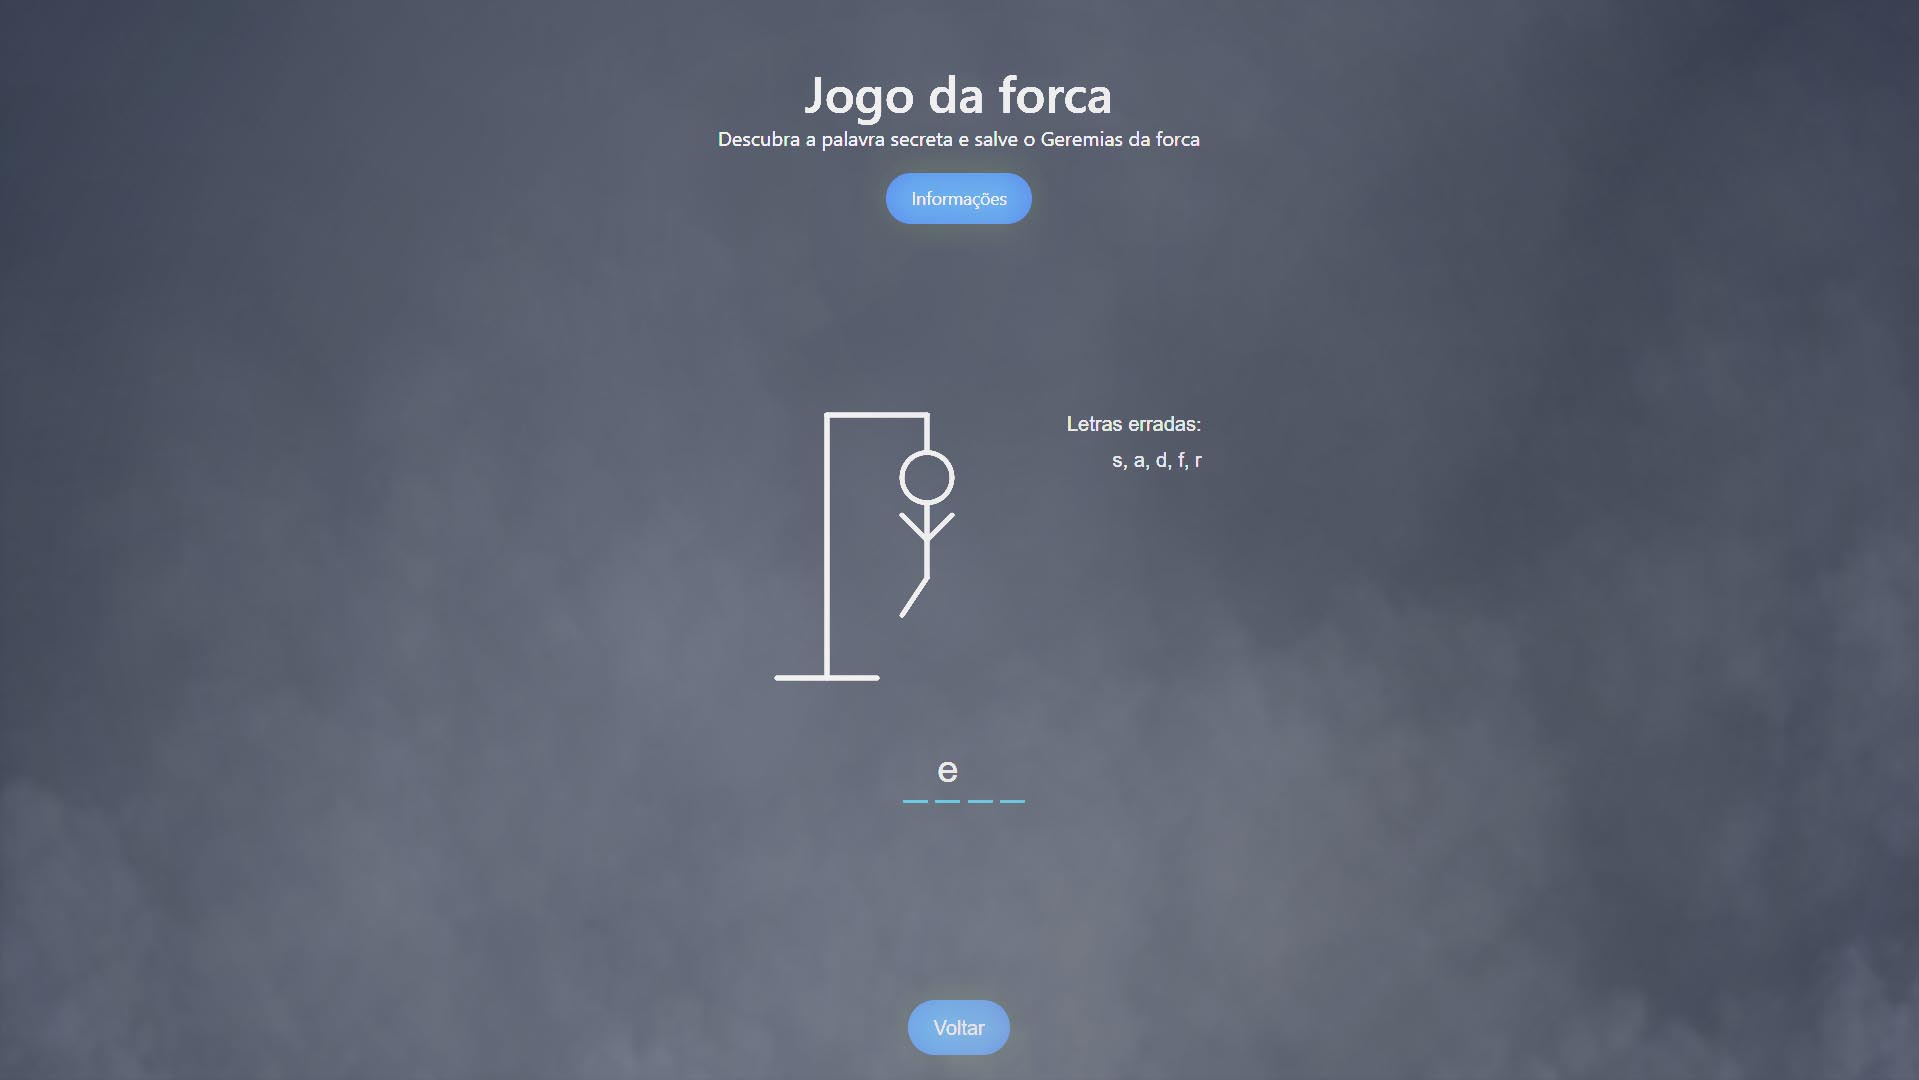 Jogo da forca
Descubra a palavra secreta e salve o Geremias da forca
Informações
Letras erradas:
s, a, d, f, r
e
Voltar